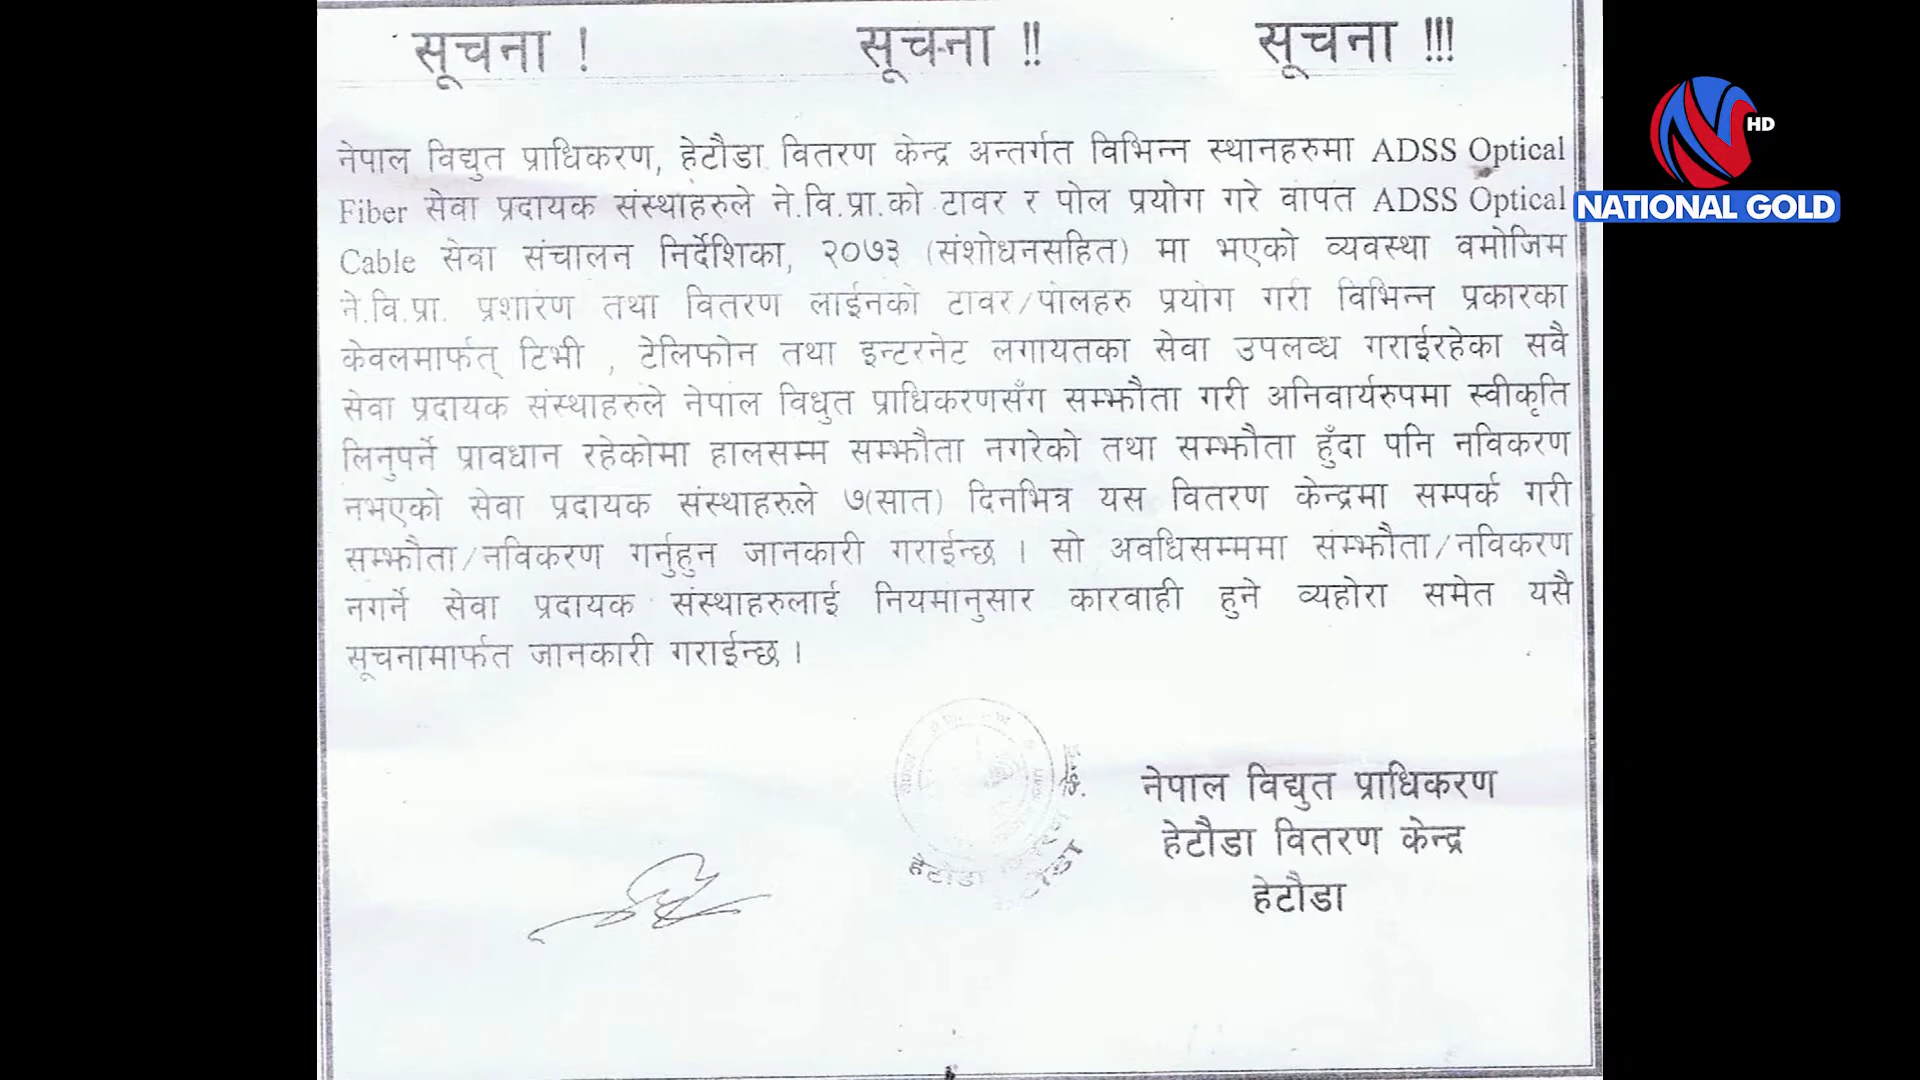 सूचना ! सूचना !! सूचना !!!
HD
NATIONAL GOLD
नेपाल विद्युत प्राधिकरण, हेटौडा वितरण केन्द्र अन्तर्गत विभिन्न स्थानहरुमा ADSS Optical
Fiber सेवा प्रदायक संस्थाहरुले ने.वि.प्रा.को टावर र पोल प्रयोग गरे वापत ADSS Optical
Cable सेवा संचालन निर्देशिका, २०७३ (संशोधनसहित) मा भएको व्यवस्था वमोजिम
ने.वि.प्रा. प्रशारण तथा वितरण लाईनको टावर/पोलहरु प्रयोग गरी विभिन्न प्रकारका
केवलमार्फत् टिभी , टेलिफोन तथा इन्टरनेट लगायतका सेवा उपलव्ध गराईरहेका सवै
सेवा प्रदायक संस्थाहरुले नेपाल विधुत प्राधिकरणसँग सम्झौता गरी अनिवार्यरुपमा स्वीकृति
लिनुपर्ने प्रावधान रहेकोमा हालसम्म सम्झौता नगरेको तथा सम्झौता हुँदा पनि नविकरण
नभएको सेवा प्रदायक संस्थाहरुले ७(सात) दिनभित्र यस वितरण केन्द्रमा सम्पर्क गरी
सम्झौता/नविकरण गर्नुहुन जानकारी गराईन्छ । सो अवधिसम्ममा संम्झौता/नविकरण
नगर्ने सेवा प्रदायक संस्थाहरुलाई नियमानुसार कारवाही हुने व्यहोरा समेत यसै
सूचनामार्फत जानकारी गराईन्छ ।
नेपाल विद्युत प्राधिकरण
हेटौडा वितरण केन्द्र
हेटौडा
हेटौडा